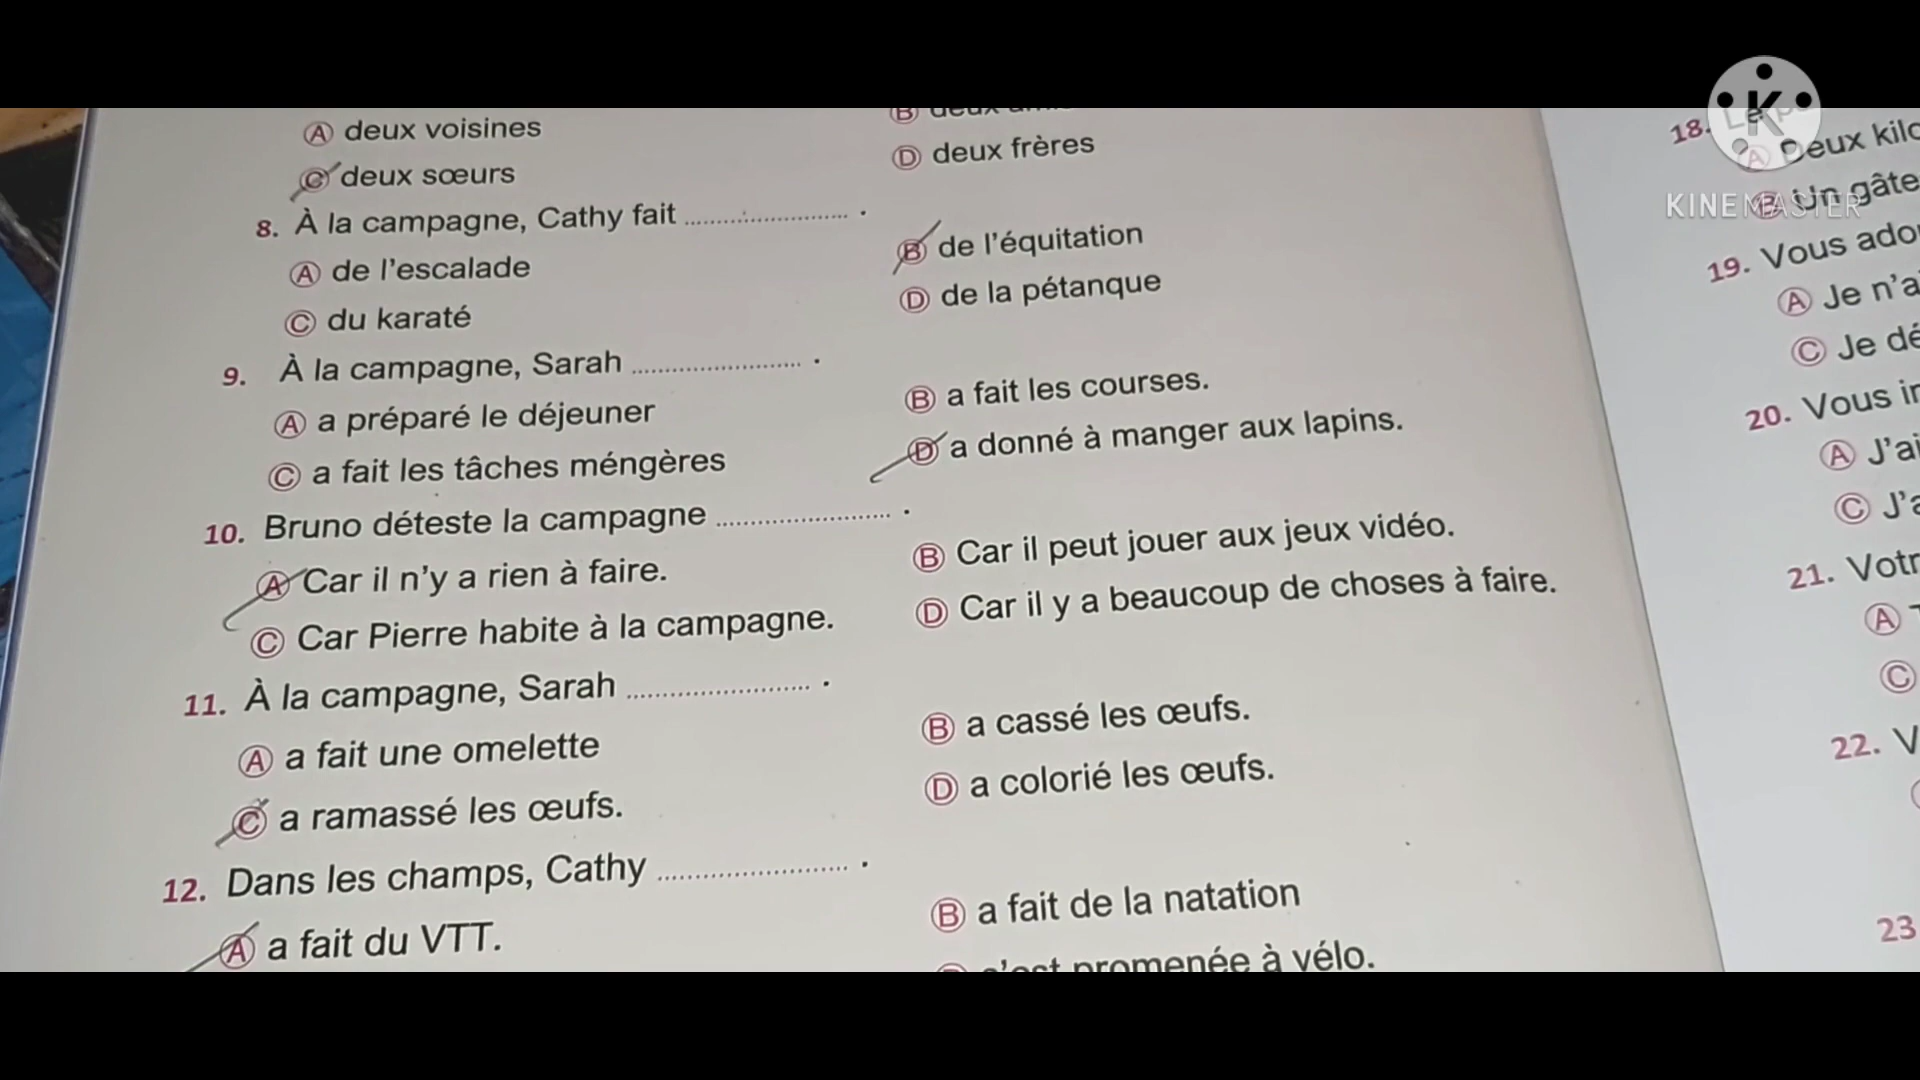 B
A deux voisines
D deux frères
C deux sœurs
8. À la campagne, Cathy fait ........................ .
A de l'escalade
B de l'équitation
C du karaté
D de la pétanque
9. À la campagne, Sarah ........................ .
A a préparé le déjeuner
B a fait les courses.
C a fait les tâches méngères
D a donné à manger aux lapins.
10. Bruno déteste la campagne ........................ .
A Car il n'y a rien à faire.
B Car il peut jouer aux jeux vidéo.
C Car Pierre habite à la campagne.
D Car il y a beaucoup de choses à faire.
11. À la campagne, Sarah ........................ .
A a fait une omelette
B a cassé les œufs.
C a ramassé les œufs.
D a colorié les œufs.
12. Dans les champs, Cathy ........................ .
A a fait du VTT.
B a fait de la natation
promenée à vélo.
18. Le
A Deux kilo
B Un gâte
19. Vous ado
A Je n'a
C Je dé
20. Vous in
A J'ai
C J'a
21. Votr
A
C
22. V
23
K
KINEMASTER